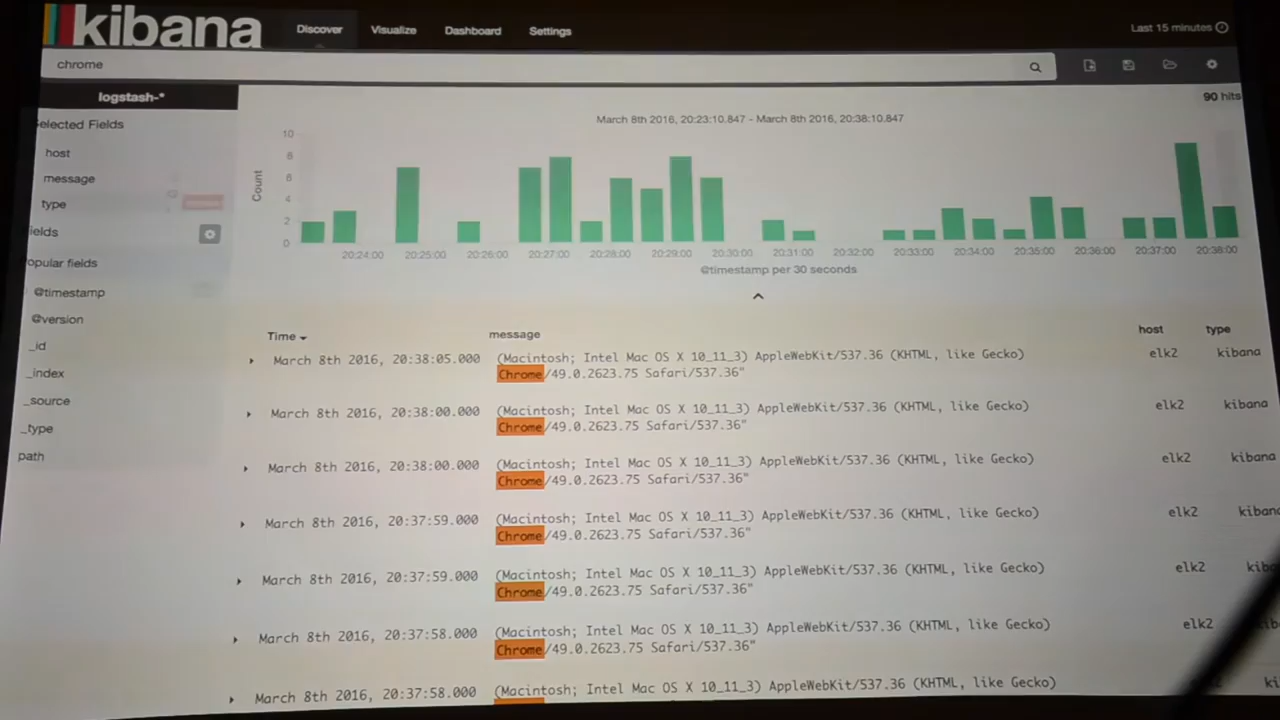 kibana Discover Visualize Dashboard Settings Last 15 minutes
chrome
logstash-*
90 hits
elected Fields
host
message
type
ields
opular fields
@timestamp
@version
_id
_index
_source
_type
path
March 8th 2016, 20:23:10.847 - March 8th 2016, 20:38:10.847
Count
10
8
6
4
2
0
20:24:00 20:25:00 20:26:00 20:27:00 20:28:00 20:29:00 20:30:00 20:31:00 20:32:00 20:33:00 20:34:00 20:35:00 20:36:00 20:37:00 20:38:00
@timestamp per 30 seconds
Time message host type
March 8th 2016, 20:38:05.000 (Macintosh; Intel Mac OS X 10_11_3) AppleWebKit/537.36 (KHTML, like Gecko) elk2 kibana
Chrome/49.0.2623.75 Safari/537.36"
March 8th 2016, 20:38:00.000 (Macintosh; Intel Mac OS X 10_11_3) AppleWebKit/537.36 (KHTML, like Gecko) elk2 kibana
Chrome/49.0.2623.75 Safari/537.36"
March 8th 2016, 20:38:00.000 (Macintosh; Intel Mac OS X 10_11_3) AppleWebKit/537.36 (KHTML, like Gecko) elk2 kibana
Chrome/49.0.2623.75 Safari/537.36"
March 8th 2016, 20:37:59.000 (Macintosh; Intel Mac OS X 10_11_3) AppleWebKit/537.36 (KHTML, like Gecko) elk2 kibana
Chrome/49.0.2623.75 Safari/537.36"
March 8th 2016, 20:37:59.000 (Macintosh; Intel Mac OS X 10_11_3) AppleWebKit/537.36 (KHTML, like Gecko) elk2 kib
Chrome/49.0.2623.75 Safari/537.36"
March 8th 2016, 20:37:58.000 (Macintosh; Intel Mac OS X 10_11_3) AppleWebKit/537.36 (KHTML, like Gecko) elk2
Chrome/49.0.2623.75 Safari/537.36"
March 8th 2016, 20:37:58.000 (Macintosh; Intel Mac OS X 10_11_3) AppleWebKit/537.36 (KHTML, like Gecko) ki